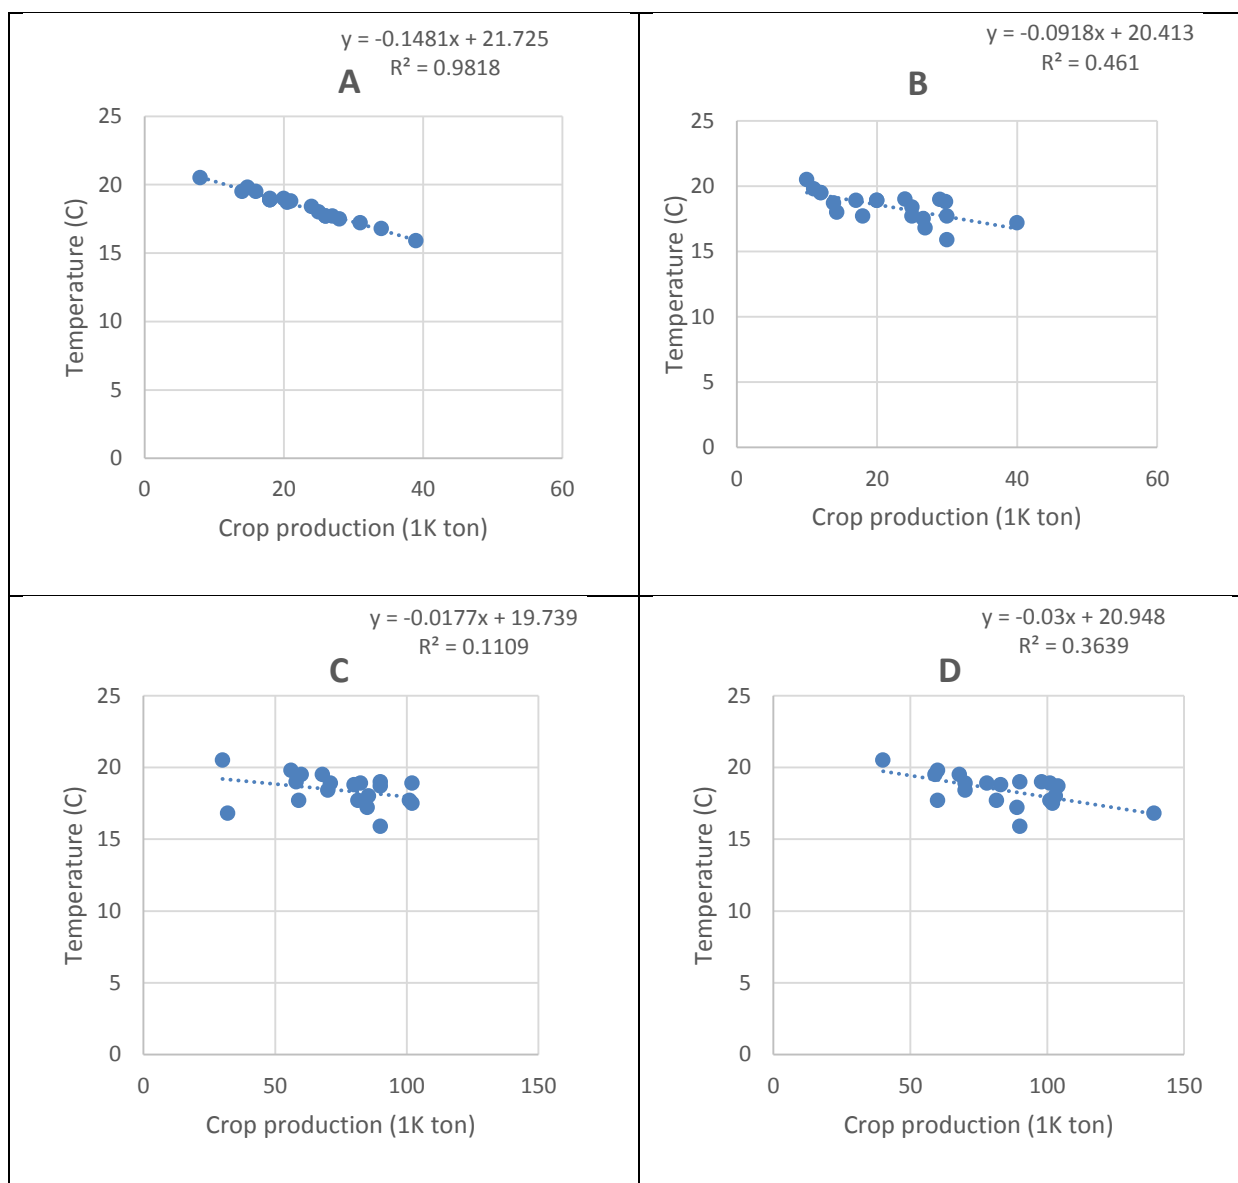 y = -0.1481x + 21.725
R² = 0.9818
A
25
20
15
10
5
0
0 20 40 60
Temperature (C)
Crop production (1K ton)
y = -0.0918x + 20.413
R² = 0.461
B
25
20
15
10
5
0
0 20 40 60
Temperature (C)
Crop production (1K ton)
y = -0.0177x + 19.739
R² = 0.1109
C
25
20
15
10
5
0
0 50 100 150
Temperature (C)
Crop production (1K ton)
y = -0.03x + 20.948
R² = 0.3639
D
25
20
15
10
5
0
0 50 100 150
Temperature (C)
Crop production (1K ton)